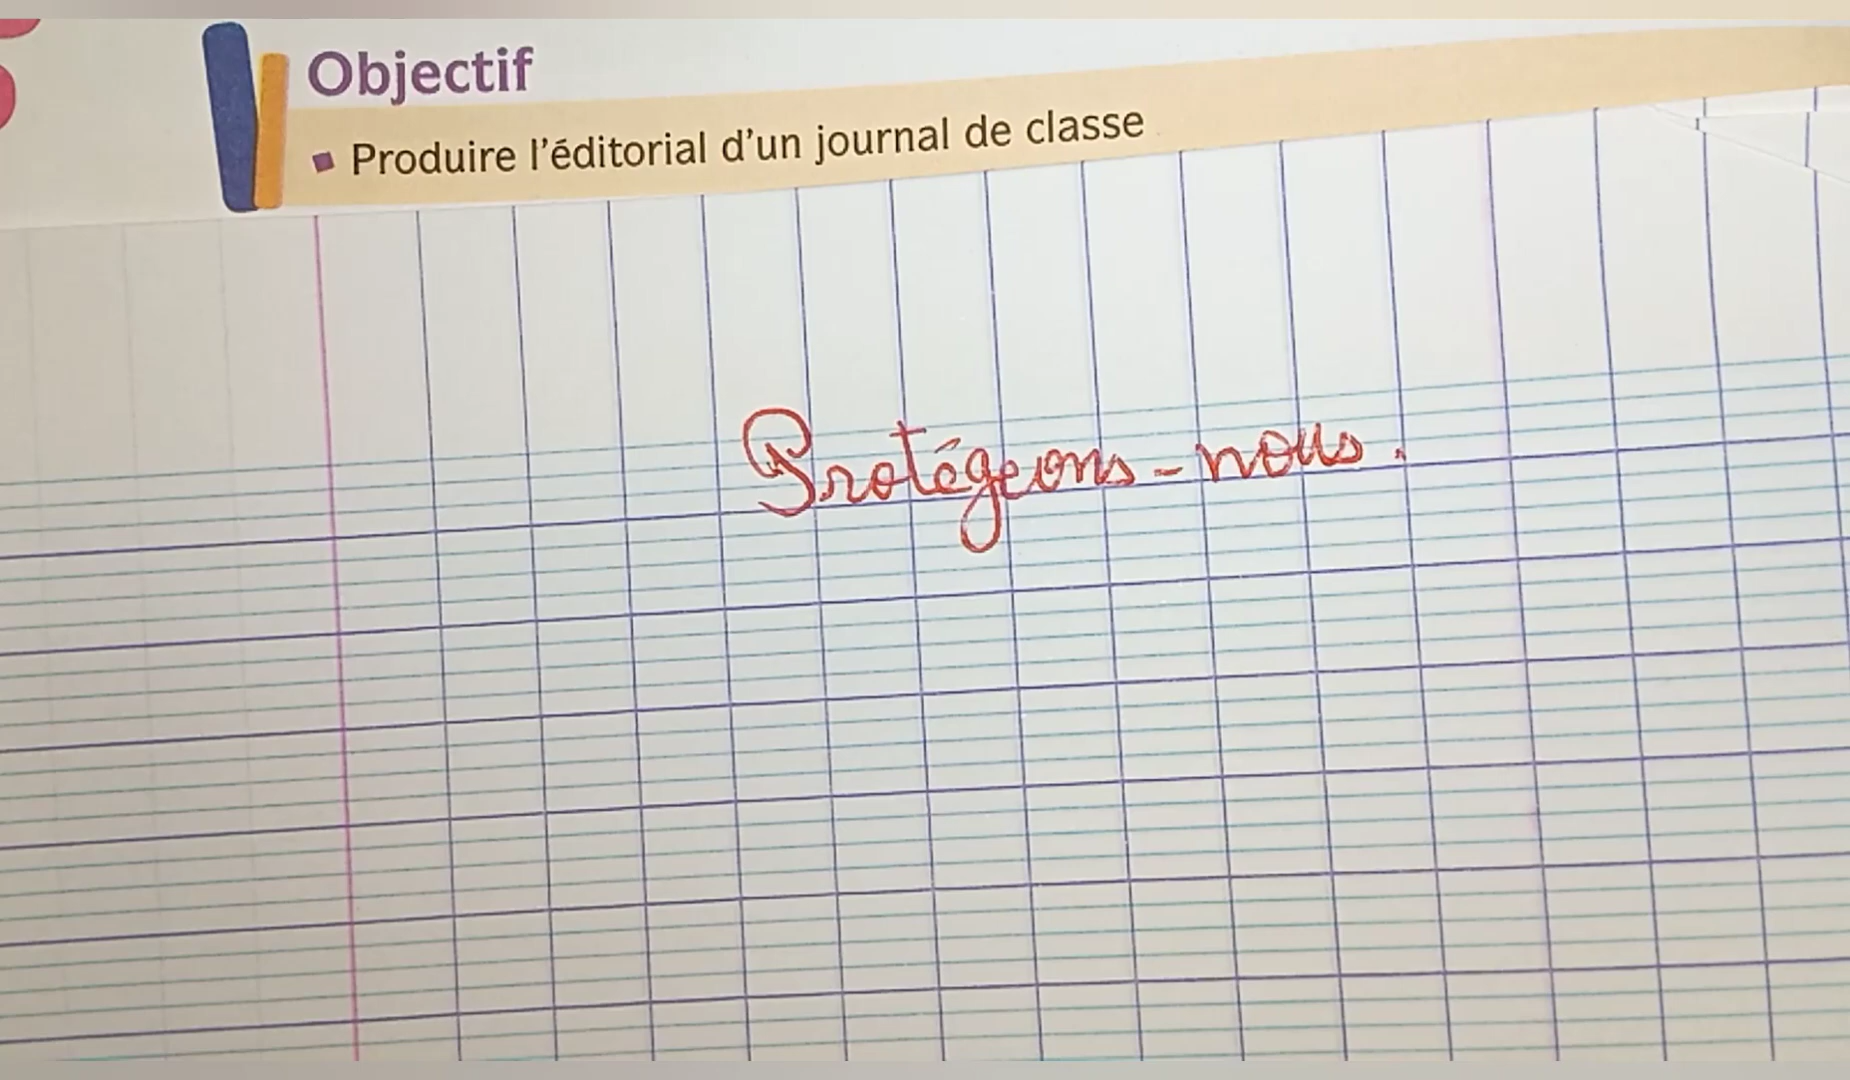 Objectif
▪ Produire l'éditorial d'un journal de classe
Protégeons-nous.